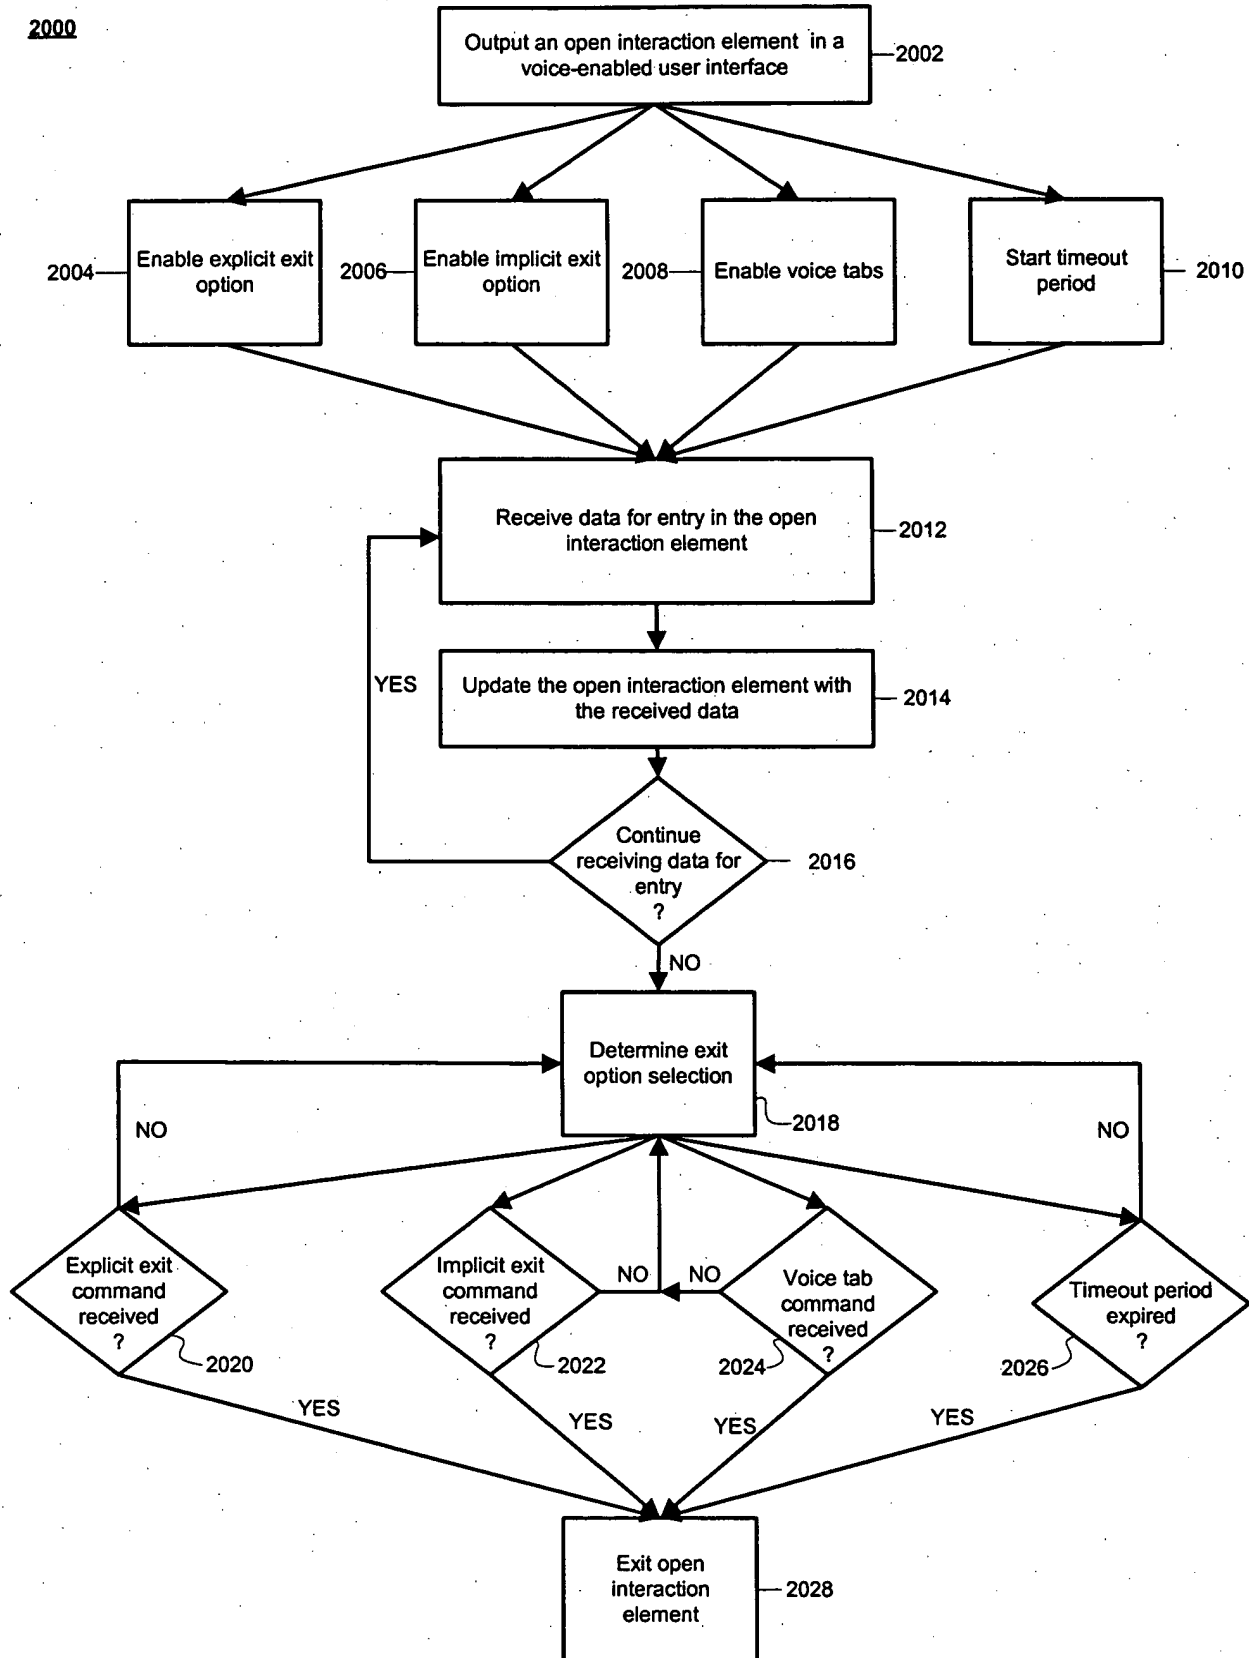 2000
Output an open interaction element in a
voice-enabled user interface
2002
Enable explicit exit
option
2004
Enable implicit exit
option
2006
Enable voice tabs
2008
Start timeout
period
2010
Receive data for entry in the open
interaction element
2012
YES
Update the open interaction element with
the received data
2014
Continue
receiving data for
entry
?
2016
NO
Determine exit
option selection
2018
NO
NO
NO
NO
Explicit exit
command
received
?
2020
Implicit exit
command
received
?
2022
Voice tab
command
received
?
2024
Timeout period
expired
?
2026
YES
YES
YES
YES
Exit open
interaction
element
2028